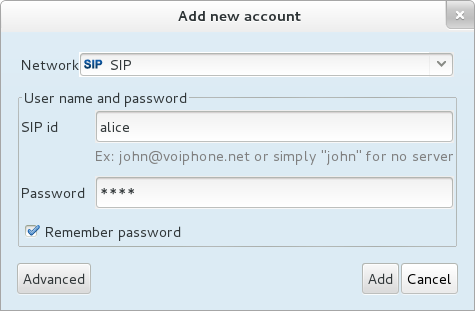 Add new account
Network SIP SIP
User name and password
SIP id alice
Ex: john@voiphone.net or simply "john" for no server
Password ****
Remember password
Advanced Add Cancel